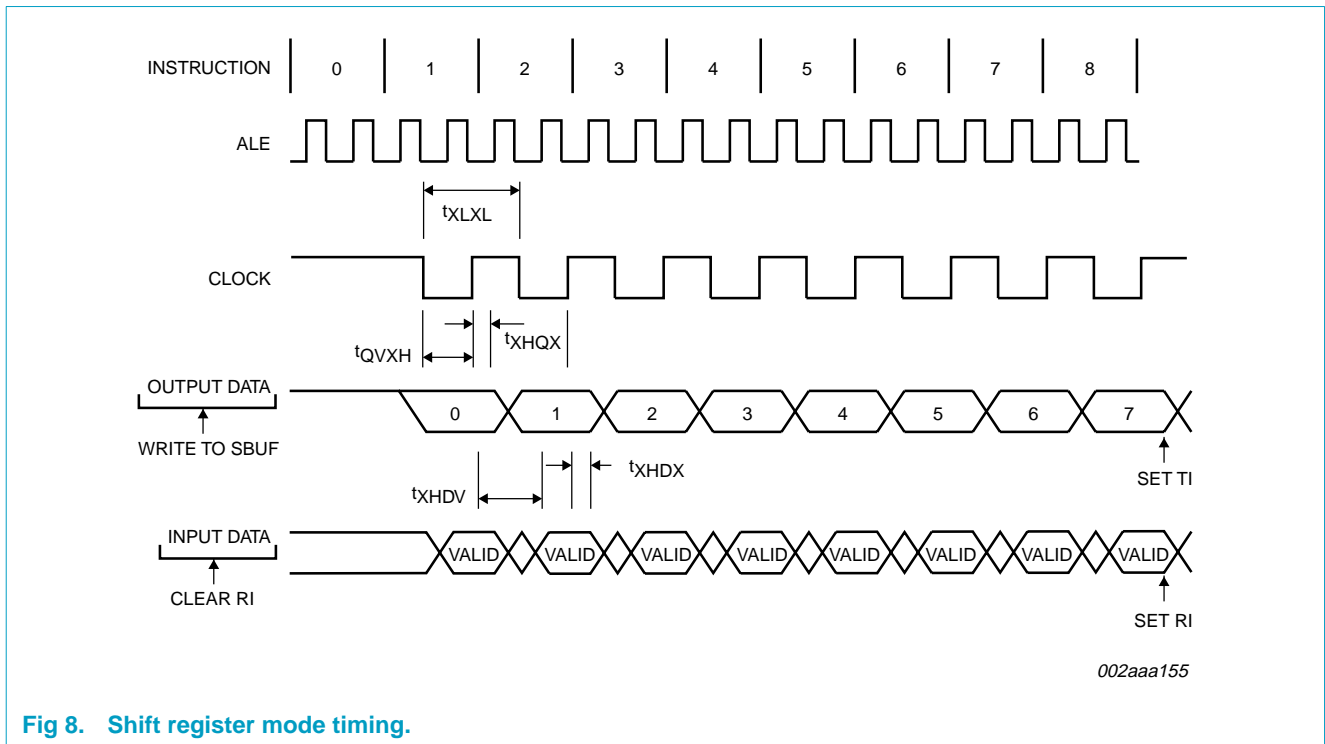 INSTRUCTION 0 1 2 3 4 5 6 7 8
ALE
tXLXL
CLOCK
tQVXH tXHQX
OUTPUT DATA 0 1 2 3 4 5 6 7
WRITE TO SBUF
SET TI
tXHDV tXHDX
INPUT DATA VALID VALID VALID VALID VALID VALID VALID VALID
CLEAR RI
SET RI
002aaa155
Fig 8. Shift register mode timing.